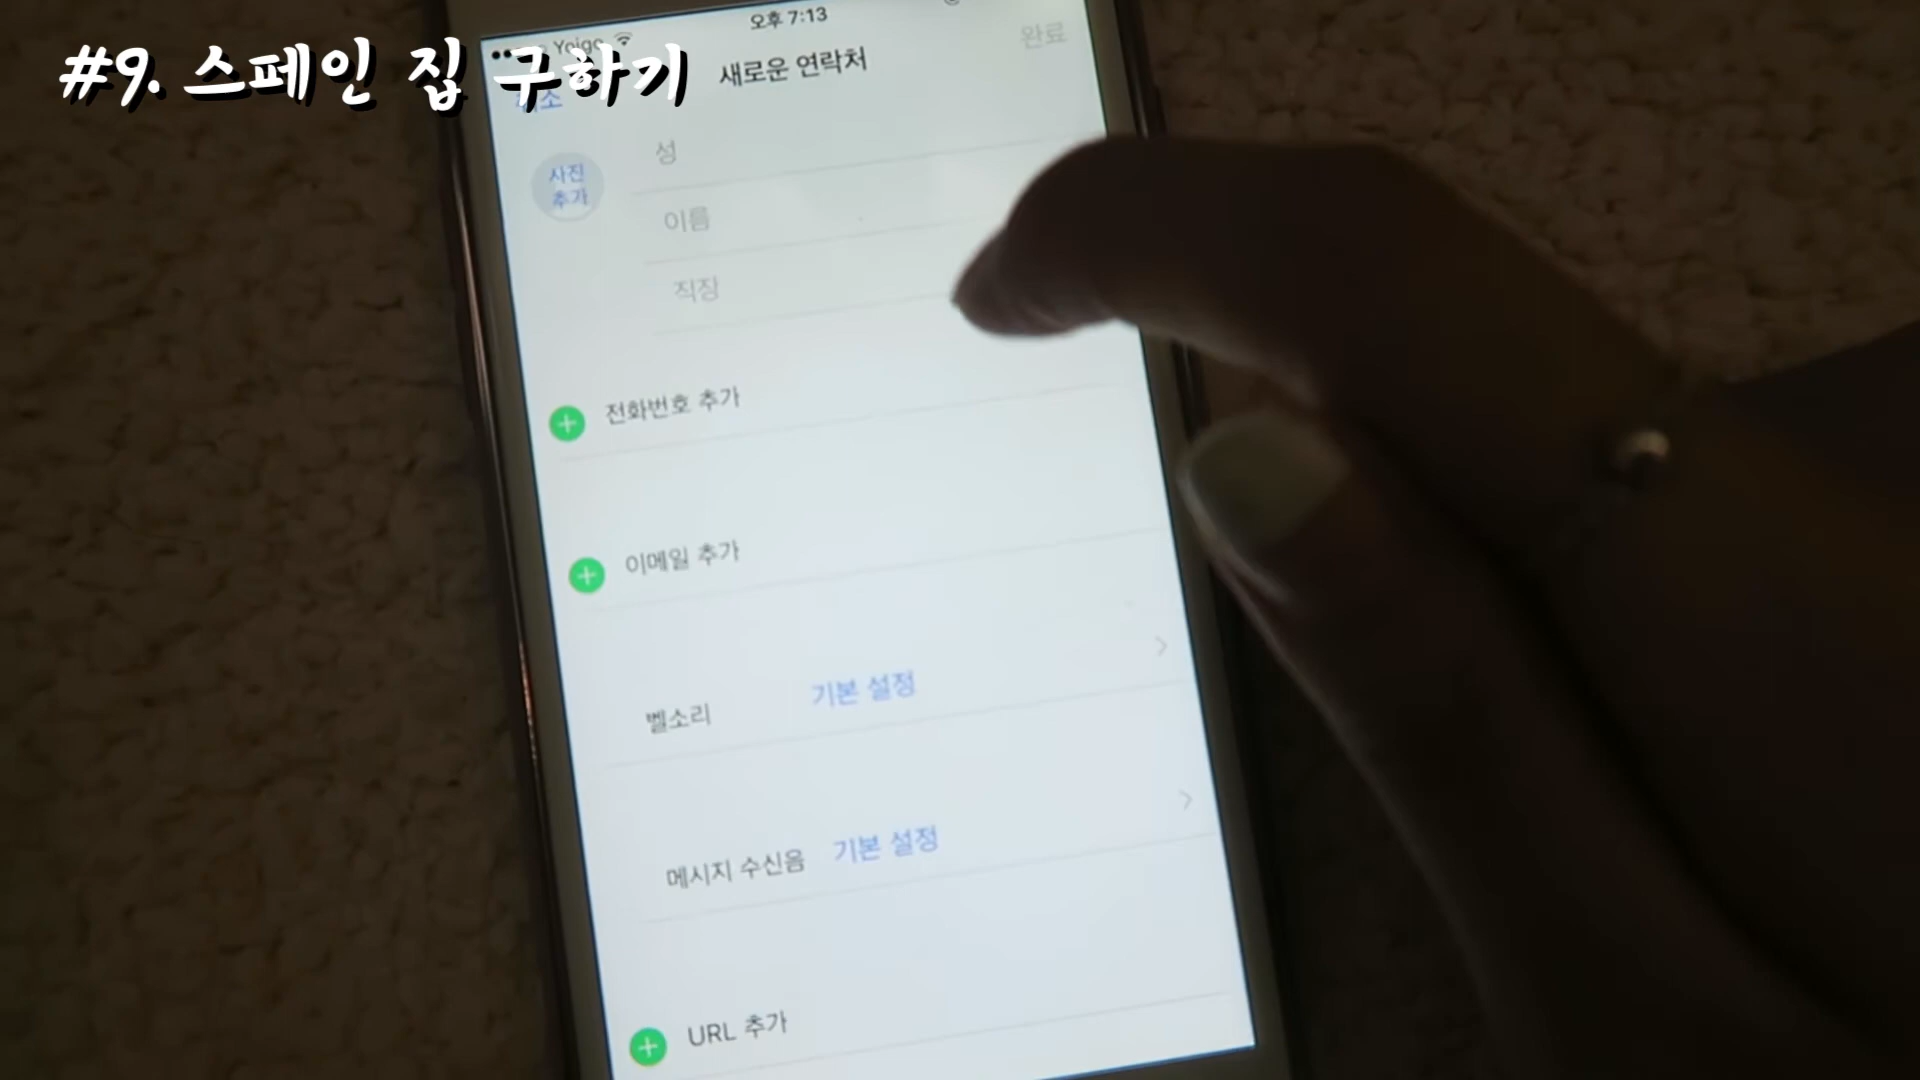 #9. 스페인 집 구하기
Yoigo
오후 7:13
취소
새로운 연락처
완료
사진
추가
성
이름
직장
전화번호 추가
이메일 추가
벨소리 기본 설정
메시지 수신음 기본 설정
URL 추가